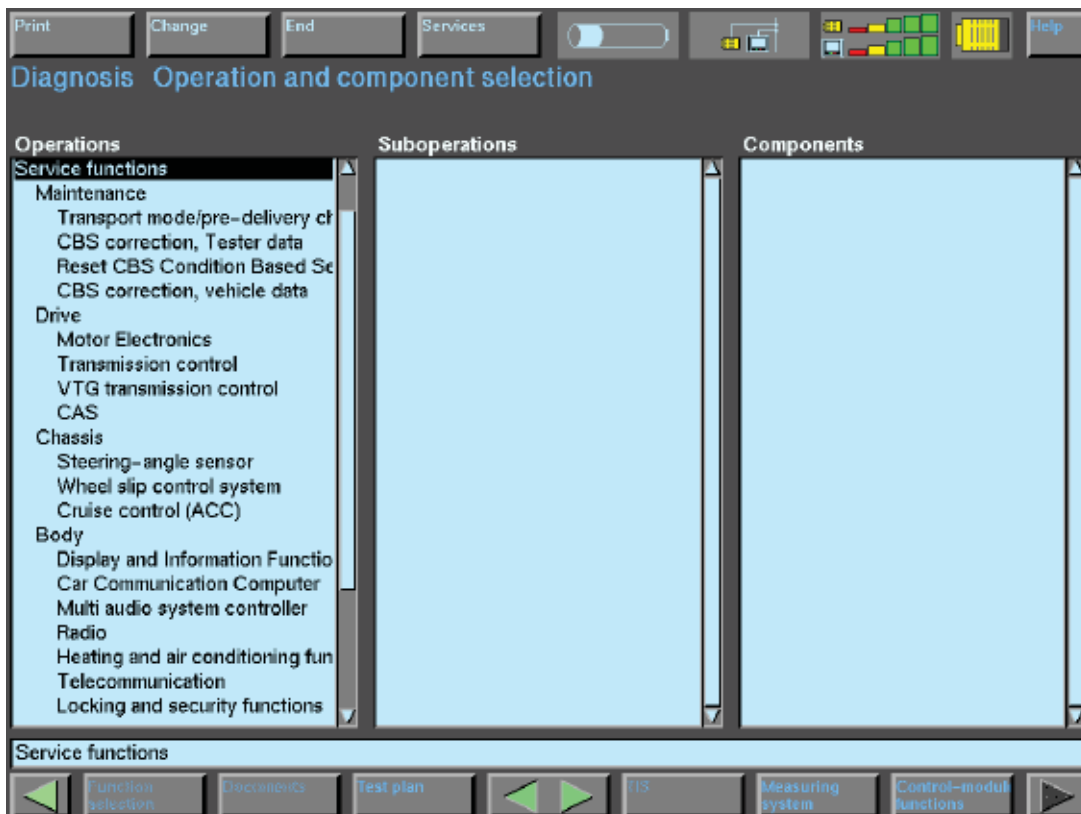 Print
Change
End
Services
Help
Diagnosis Operation and component selection
Operations
Suboperations
Components
Service functions
Maintenance
Transport mode/pre-delivery ch
CBS correction, Tester data
Reset CBS Condition Based Se
CBS correction, vehicle data
Drive
Motor Electronics
Transmission control
VTG transmission control
CAS
Chassis
Steering-angle sensor
Wheel slip control system
Cruise control (ACC)
Body
Display and Information Functio
Car Communication Computer
Multi audio system controller
Radio
Heating and air conditioning fun
Telecommunication
Locking and security functions
Service functions
Function selection
Documents
Test plan
TIS
Measuring system
Control-modul functions